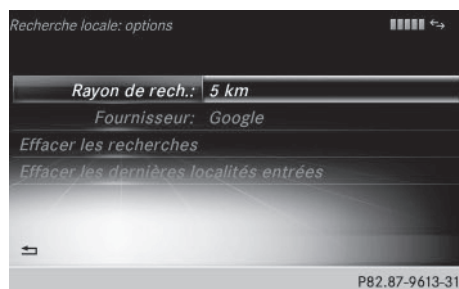 Recherche locale: options
Rayon de rech.: 5 km
Fournisseur: Google
Effacer les recherches
Effacer les dernières localités entrées
P82.87-9613-31